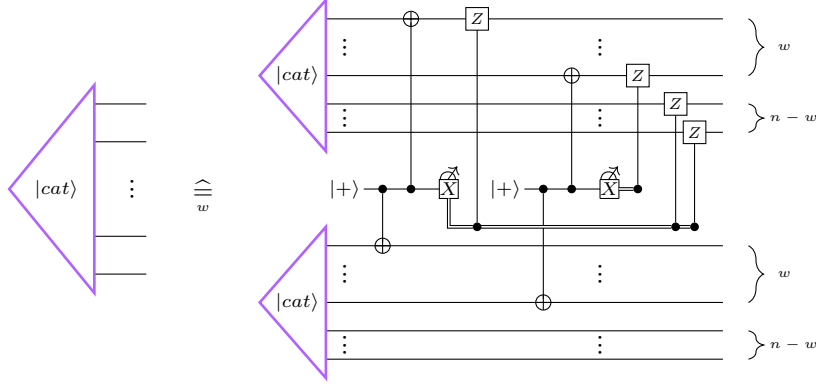 Z
⋮ ⋮ w
|cat⟩ Z
Z
⋮ ⋮ n − w
Z
|cat⟩ ⋮ ≙ |+⟩ X |+⟩ X
w
⋮ ⋮ w
|cat⟩
⋮ ⋮ n − w